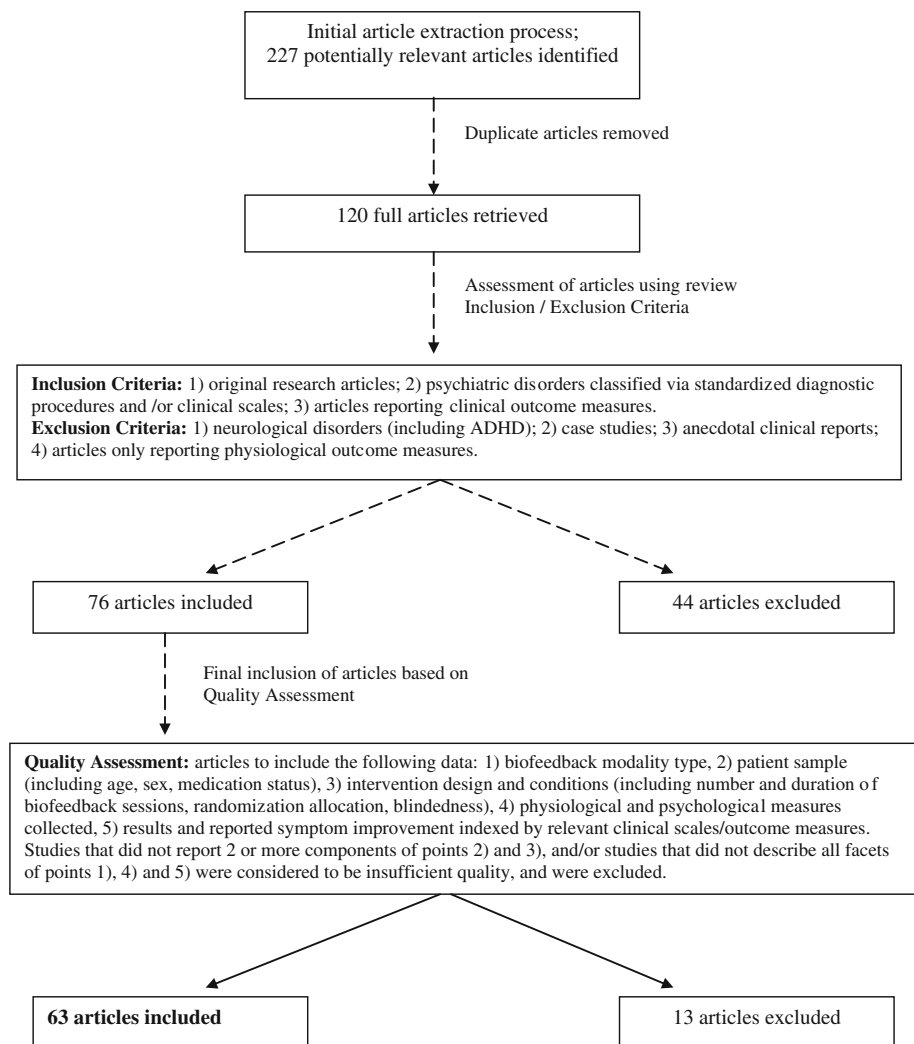 Initial article extraction process;
227 potentially relevant articles identified
Duplicate articles removed
120 full articles retrieved
Assessment of articles using review
Inclusion / Exclusion Criteria
Inclusion Criteria: 1) original research articles; 2) psychiatric disorders classified via standardized diagnostic
procedures and /or clinical scales; 3) articles reporting clinical outcome measures.
Exclusion Criteria: 1) neurological disorders (including ADHD); 2) case studies; 3) anecdotal clinical reports;
4) articles only reporting physiological outcome measures.
76 articles included
44 articles excluded
Final inclusion of articles based on
Quality Assessment
Quality Assessment: articles to include the following data: 1) biofeedback modality type, 2) patient sample
(including age, sex, medication status), 3) intervention design and conditions (including number and duration of
biofeedback sessions, randomization allocation, blindedness), 4) physiological and psychological measures
collected, 5) results and reported symptom improvement indexed by relevant clinical scales/outcome measures.
Studies that did not report 2 or more components of points 2) and 3), and/or studies that did not describe all facets
of points 1), 4) and 5) were considered to be insufficient quality, and were excluded.
63 articles included
13 articles excluded